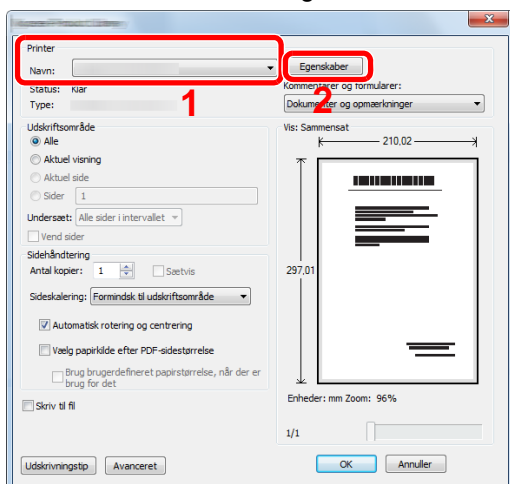 Printer
Navn:
Egenskaber
Status: Klar
Kommentarer og formularer:
Type:
1
2
Dokumenter og opmærkninger
Udskriftsområde
Alle
Aktuel visning
Aktuel side
Sider 1
Undersæt: Alle sider i intervallet
Vend sider
Sidehåndtering
Antal kopier: 1 Sætvis
Sideskalering: Formindsk til udskriftsområde
Automatisk rotering og centrering
Vælg papirkilde efter PDF-sidestørrelse
Brug brugerdefineret papirstørrelse, når der er
brug for det
Skriv til fil
Vis: Sammensat
210,02
297,01
Enheder: mm Zoom: 96%
1/1
Udskrivningstip Avanceret OK Annuller